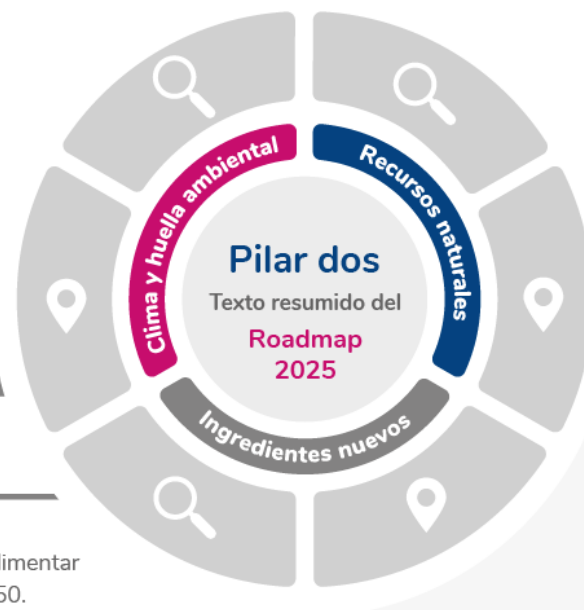 Clima y huella ambiental
Recursos naturales
Pilar dos
Texto resumido del
Roadmap
2025
Ingredientes nuevos